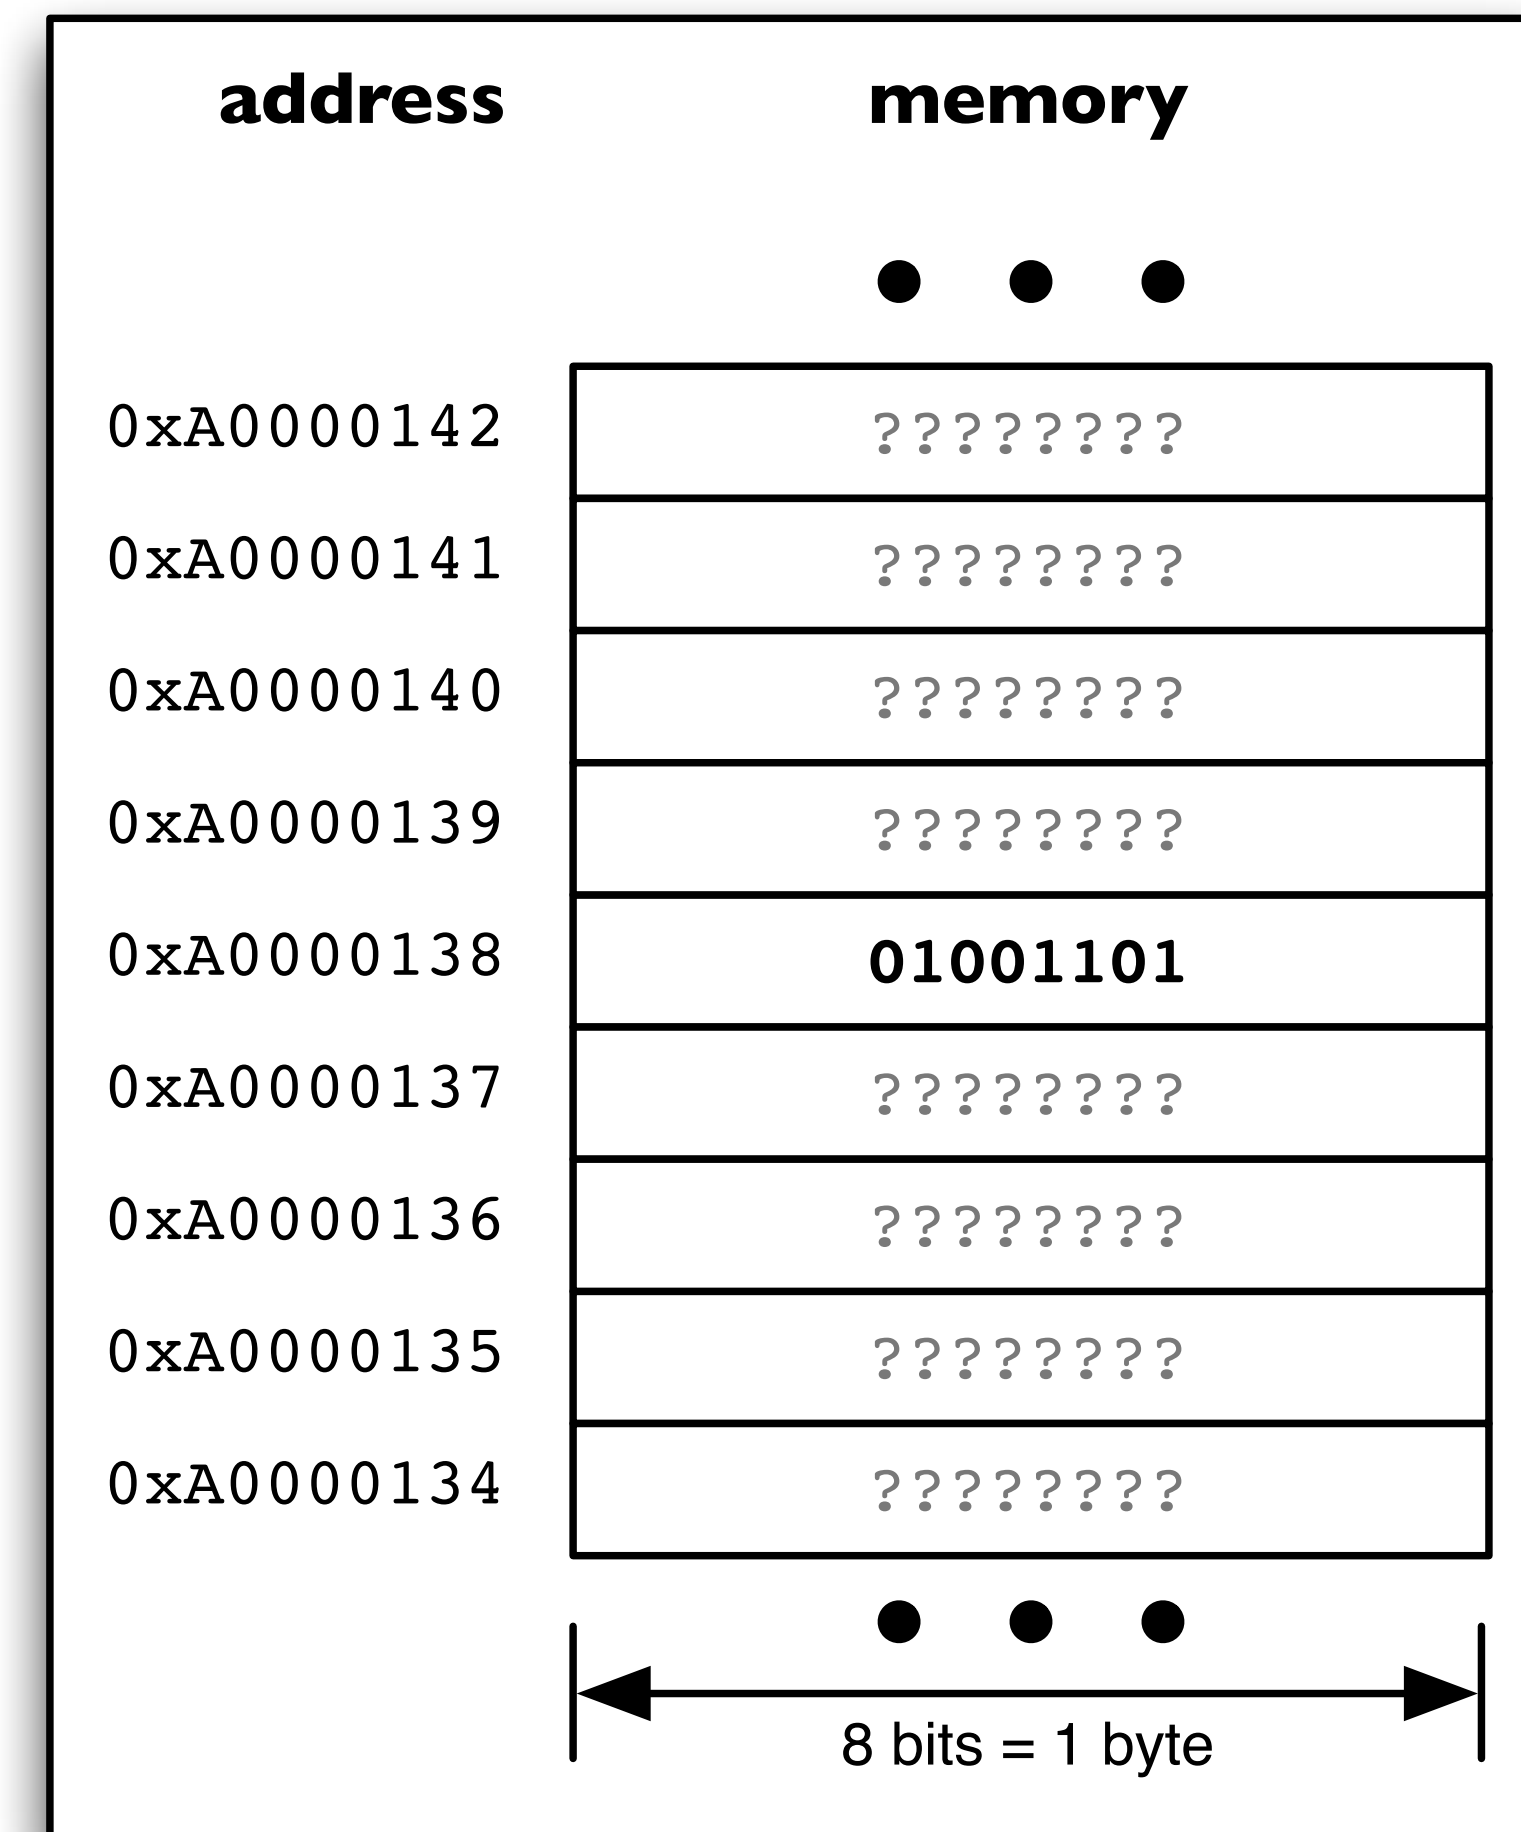 address memory
0xA0000142 ????????
0xA0000141 ????????
0xA0000140 ????????
0xA0000139 ????????
0xA0000138 01001101
0xA0000137 ????????
0xA0000136 ????????
0xA0000135 ????????
0xA0000134 ????????
8 bits = 1 byte